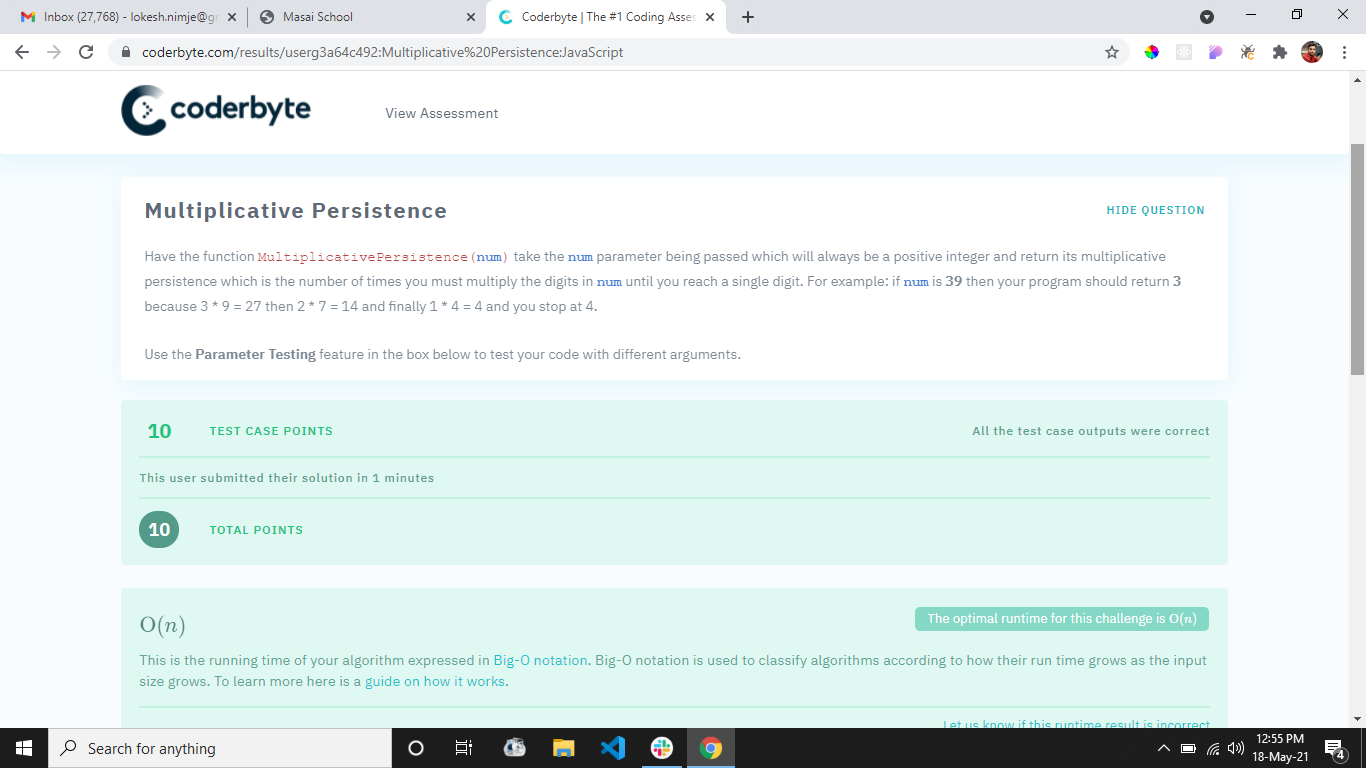 Inbox (27,768) - lokesh.nimje@gr
Masai School
Coderbyte | The #1 Coding Asses
coderbyte.com/results/userg3a64c492:Multiplicative%20Persistence:JavaScript
coderbyte
View Assessment
Multiplicative Persistence
HIDE QUESTION
Have the function MultiplicativePersistence(num) take the num parameter being passed which will always be a positive integer and return its multiplicative
persistence which is the number of times you must multiply the digits in num until you reach a single digit. For example: if num is 39 then your program should return 3
because 3 * 9 = 27 then 2 * 7 = 14 and finally 1 * 4 = 4 and you stop at 4.
Use the Parameter Testing feature in the box below to test your code with different arguments.
10 TEST CASE POINTS
All the test case outputs were correct
This user submitted their solution in 1 minutes
10 TOTAL POINTS
O(n)
The optimal runtime for this challenge is O(n)
This is the running time of your algorithm expressed in Big-O notation. Big-O notation is used to classify algorithms according to how their run time grows as the input
size grows. To learn more here is a guide on how it works.
Let us know if this runtime result is incorrect
Search for anything
12:55 PM
18-May-21
4